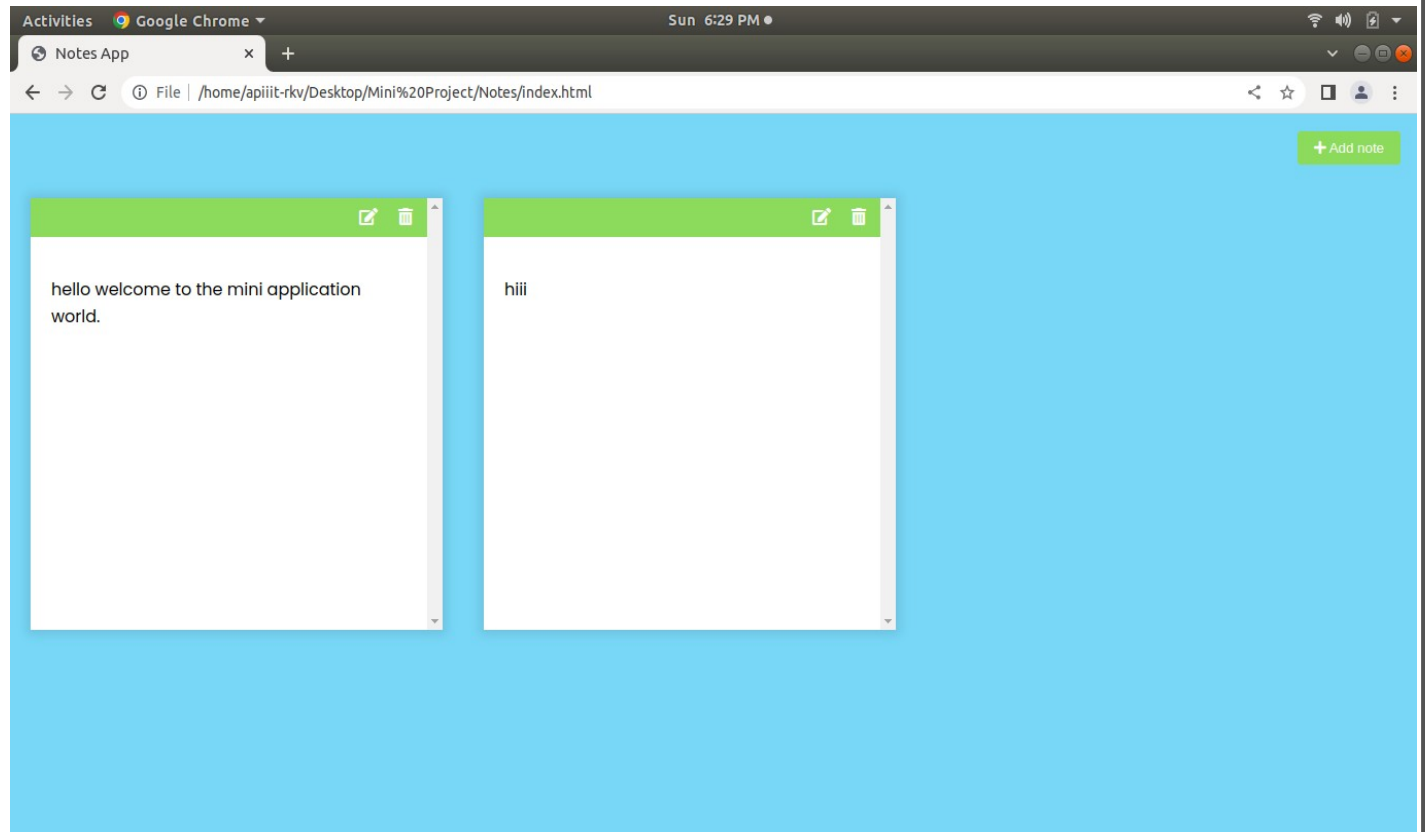 Activities Google Chrome Sun 6:29 PM
Notes App
File /home/apiiit-rkv/Desktop/Mini%20Project/Notes/index.html
Add note
hello welcome to the mini application
world.
hiii